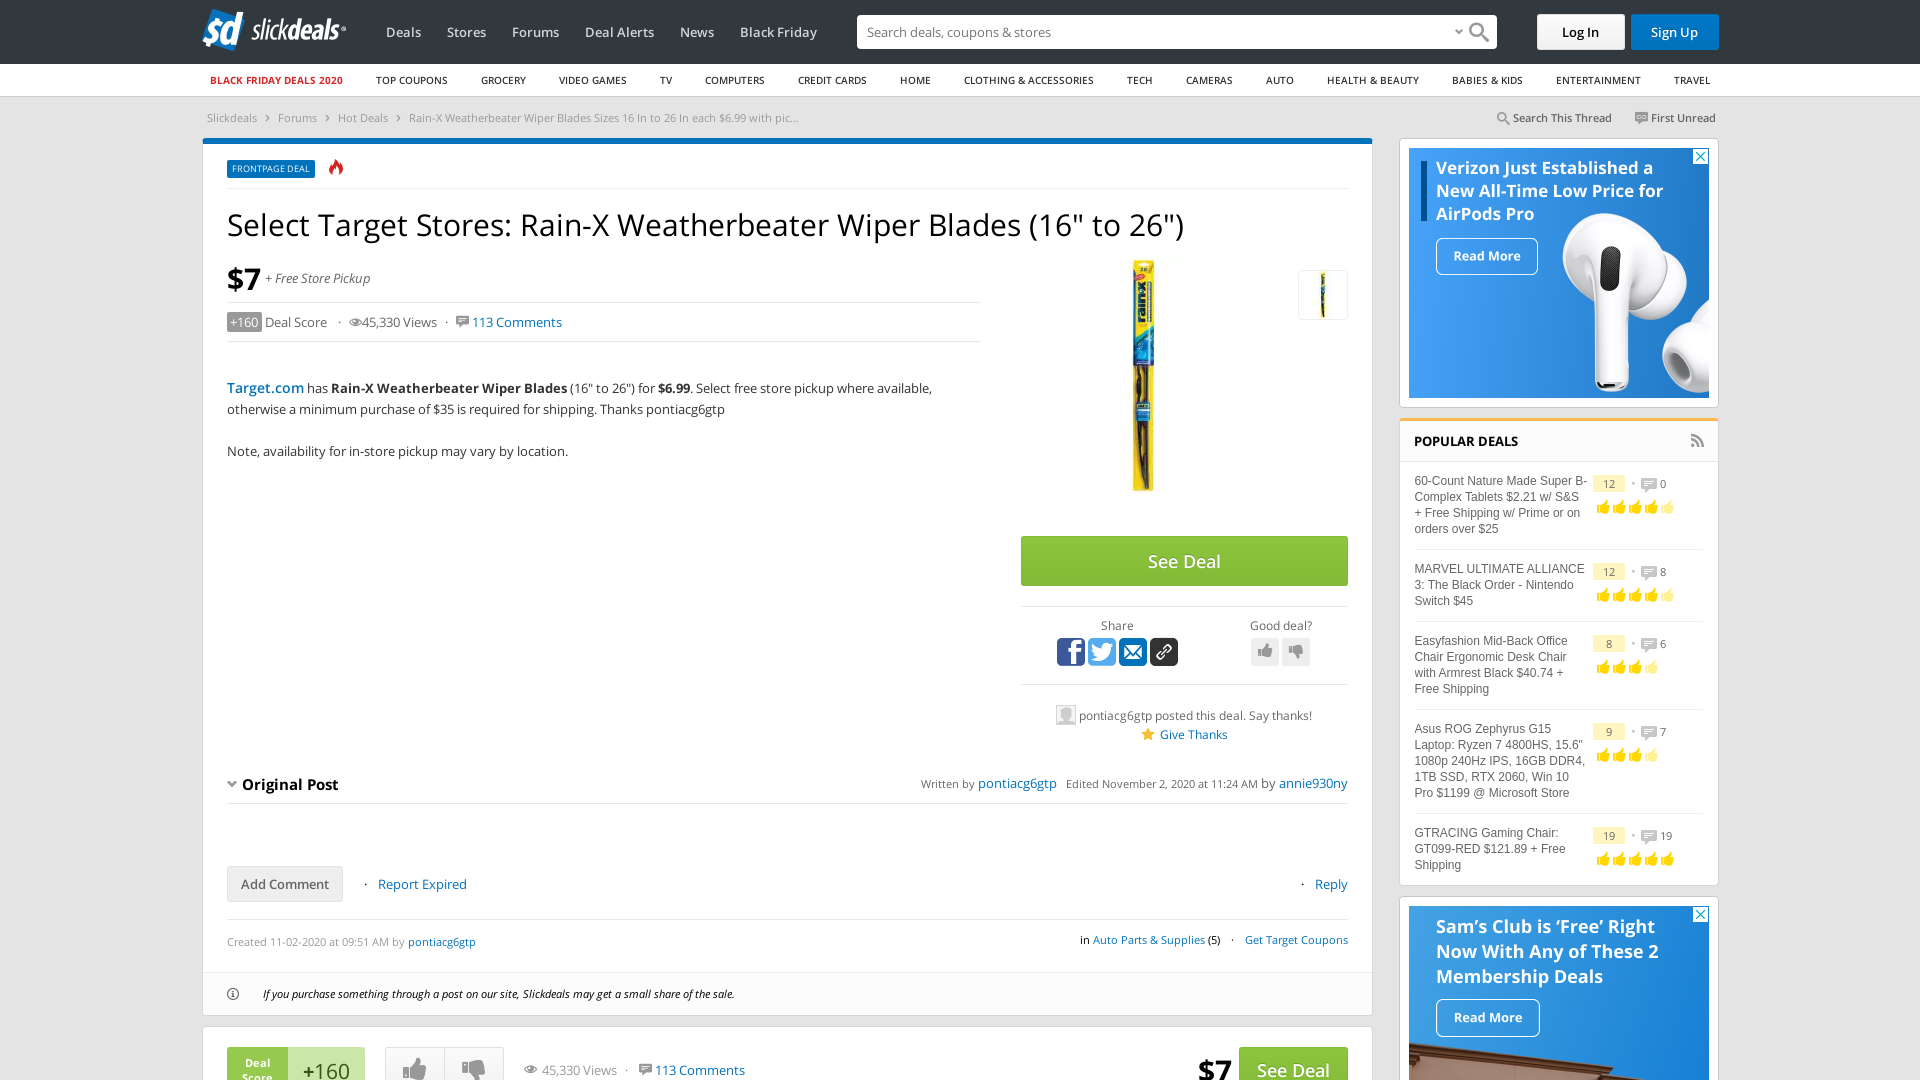 slickdeals
Deals
Stores
Forums
Deal Alerts
News
Black Friday
Search deals, coupons & stores
Log In
Sign Up
BLACK FRIDAY DEALS 2020
TOP COUPONS
GROCERY
VIDEO GAMES
TV
COMPUTERS
CREDIT CARDS
HOME
CLOTHING & ACCESSORIES
TECH
CAMERAS
AUTO
HEALTH & BEAUTY
BABIES & KIDS
ENTERTAINMENT
TRAVEL
Slickdeals › Forums › Hot Deals › Rain-X Weatherbeater Wiper Blades Sizes 16 In to 26 In each $6.99 with pic...
Search This Thread
First Unread
FRONTPAGE DEAL
Select Target Stores: Rain-X Weatherbeater Wiper Blades (16" to 26")
$7 + Free Store Pickup
+160 Deal Score · 45,330 Views · 113 Comments
Target.com has Rain-X Weatherbeater Wiper Blades (16" to 26") for $6.99. Select free store pickup where available,
otherwise a minimum purchase of $35 is required for shipping. Thanks pontiacg6gtp
Note, availability for in-store pickup may vary by location.
rain-x
See Deal
Share
Good deal?
pontiacg6gtp posted this deal. Say thanks!
Give Thanks
Original Post
Written by pontiacg6gtp Edited November 2, 2020 at 11:24 AM by annie930ny
Add Comment · Report Expired
· Reply
Created 11-02-2020 at 09:51 AM by pontiacg6gtp
in Auto Parts & Supplies (5) · Get Target Coupons
If you purchase something through a post on our site, Slickdeals may get a small share of the sale.
Deal
Score
+160
45,330 Views · 113 Comments
$7
See Deal
Verizon Just Established a
New All-Time Low Price for
AirPods Pro
Read More
POPULAR DEALS
60-Count Nature Made Super B-
Complex Tablets $2.21 w/ S&S
+ Free Shipping w/ Prime or on
orders over $25
12 • 0
MARVEL ULTIMATE ALLIANCE
3: The Black Order - Nintendo
Switch $45
12 • 8
Easyfashion Mid-Back Office
Chair Ergonomic Desk Chair
with Armrest Black $40.74 +
Free Shipping
8 • 6
Asus ROG Zephyrus G15
Laptop: Ryzen 7 4800HS, 15.6"
1080p 240Hz IPS, 16GB DDR4,
1TB SSD, RTX 2060, Win 10
Pro $1199 @ Microsoft Store
9 • 7
GTRACING Gaming Chair:
GT099-RED $121.89 + Free
Shipping
19 • 19
Sam's Club is ‘Free’ Right
Now With Any of These 2
Membership Deals
Read More